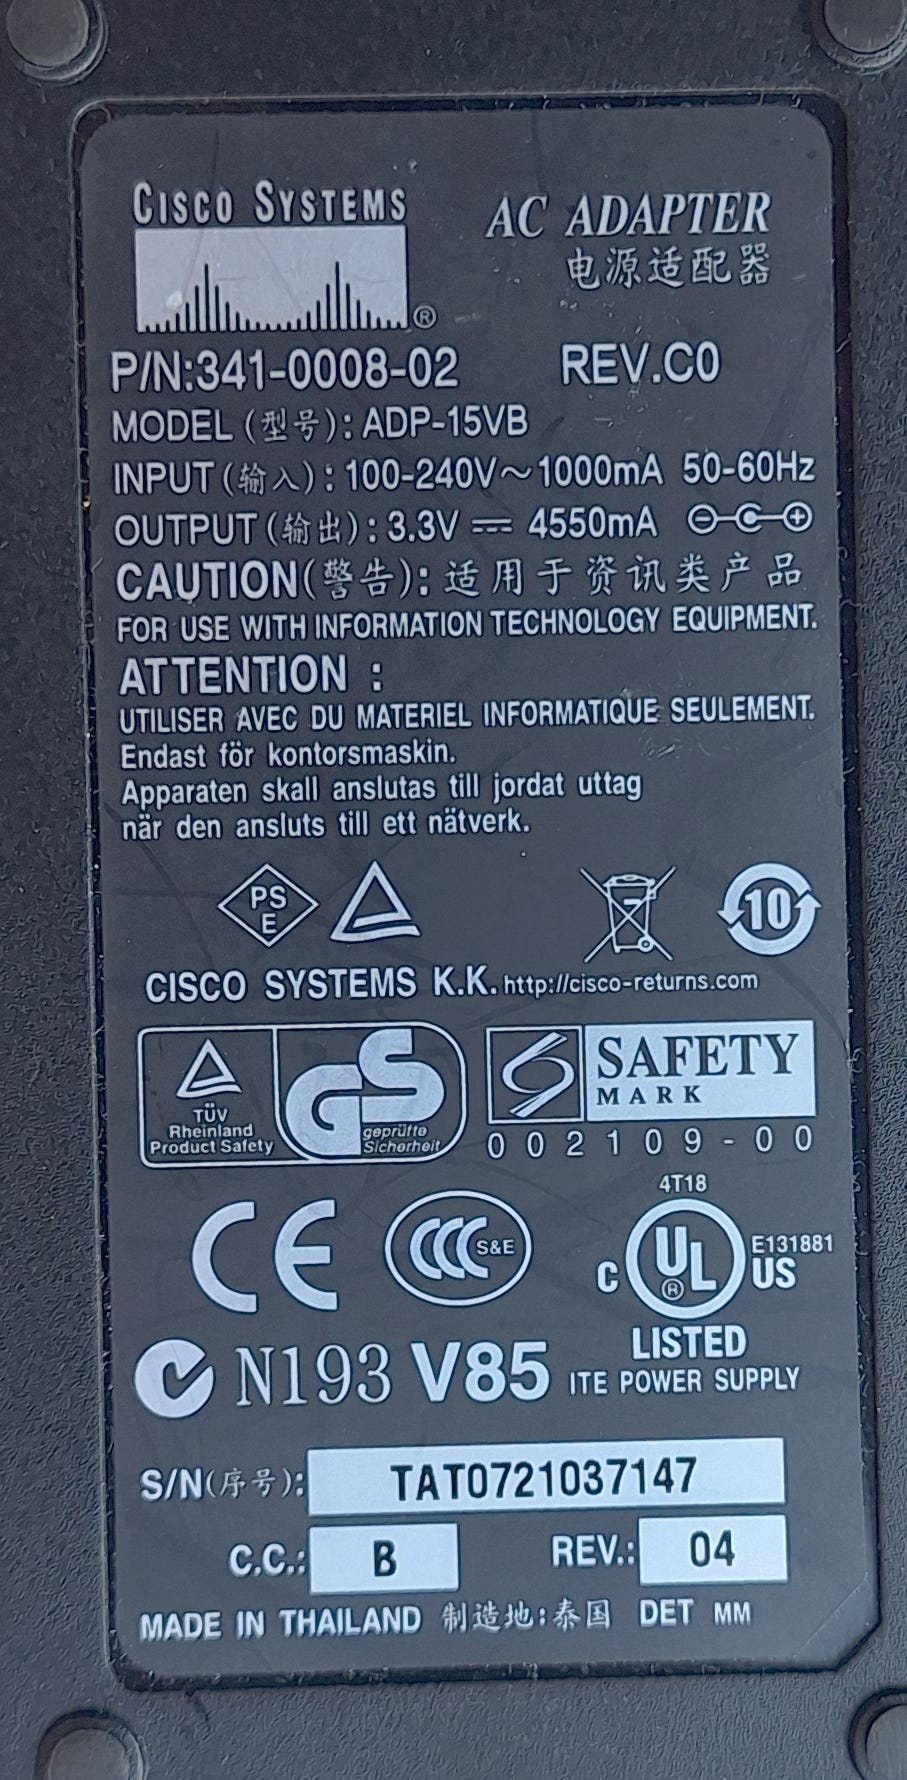 CISCO SYSTEMS
®
AC ADAPTER
电源适配器
P/N:341-0008-02 REV.C0
MODEL (型号): ADP-15VB
INPUT (输入): 100-240V~1000mA 50-60Hz
OUTPUT (输出): 3.3V ⎓ 4550mA
CAUTION(警告): 适用于资讯类产品
FOR USE WITH INFORMATION TECHNOLOGY EQUIPMENT.
ATTENTION :
UTILISER AVEC DU MATERIEL INFORMATIQUE SEULEMENT.
Endast för kontorsmaskin.
Apparaten skall anslutas till jordat uttag
när den ansluts till ett nätverk.
PS
E
10
CISCO SYSTEMS K.K. http://cisco-returns.com
TÜV
Rheinland
Product Safety
GS
geprüfte
Sicherheit
SAFETY
MARK
002109-00
CE
CCC S&E
4T18
C UL ® US
E131881
LISTED
ITE POWER SUPPLY
N193 V85
S/N(序号): TAT0721037147
C.C.: B REV.: 04
MADE IN THAILAND 制造地:泰国 DET MM